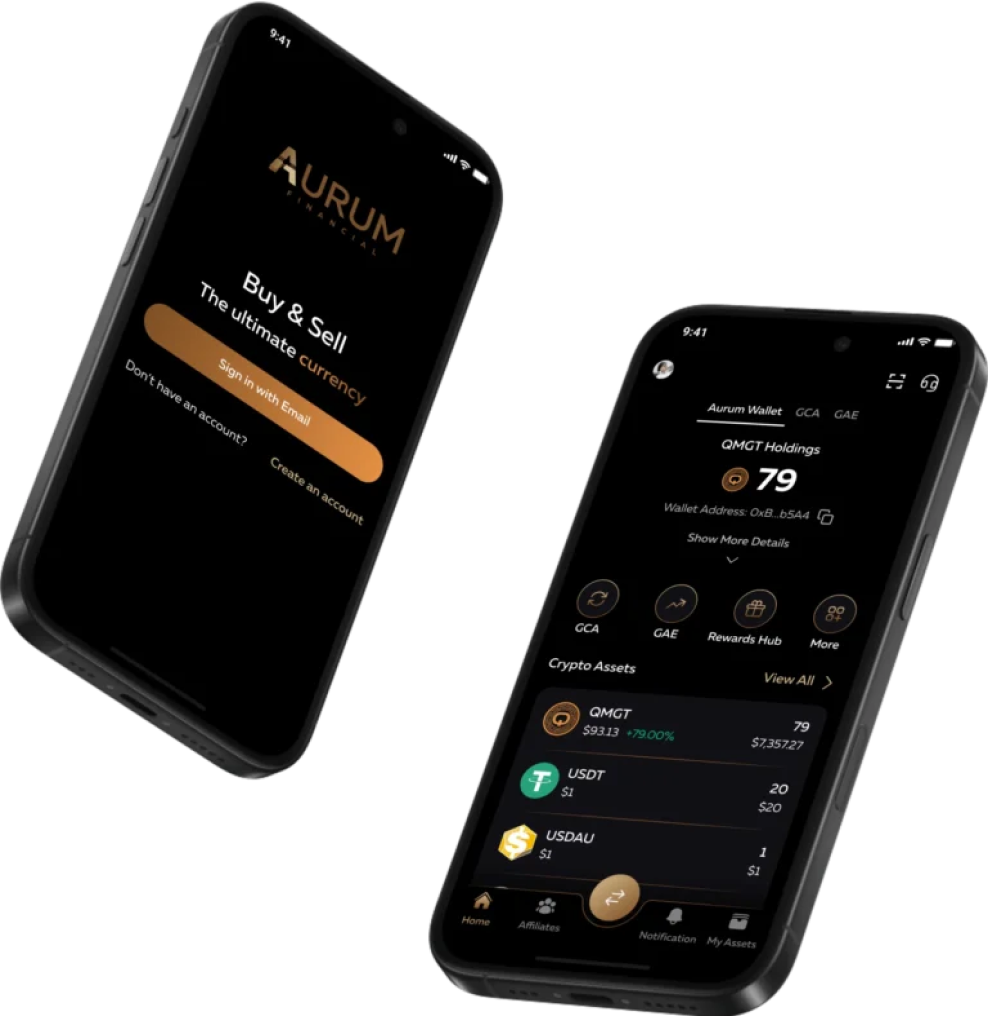 9:41
AURUM
FINANCIAL
Buy & Sell
The ultimate currency
Sign in with Email
Don't have an account?
Create an account
9:41
Aurum Wallet GCA GAE
QMGT Holdings
79
Wallet Address: 0xB...b5A4
Show More Details
GCA GAE Rewards Hub More
Crypto Assets View All
QMGT 79
$93.13 +79.00% $7,357.27
USDT 20
$1 $20
USDAU 1
$1 $1
Home Affiliates Notification My Assets